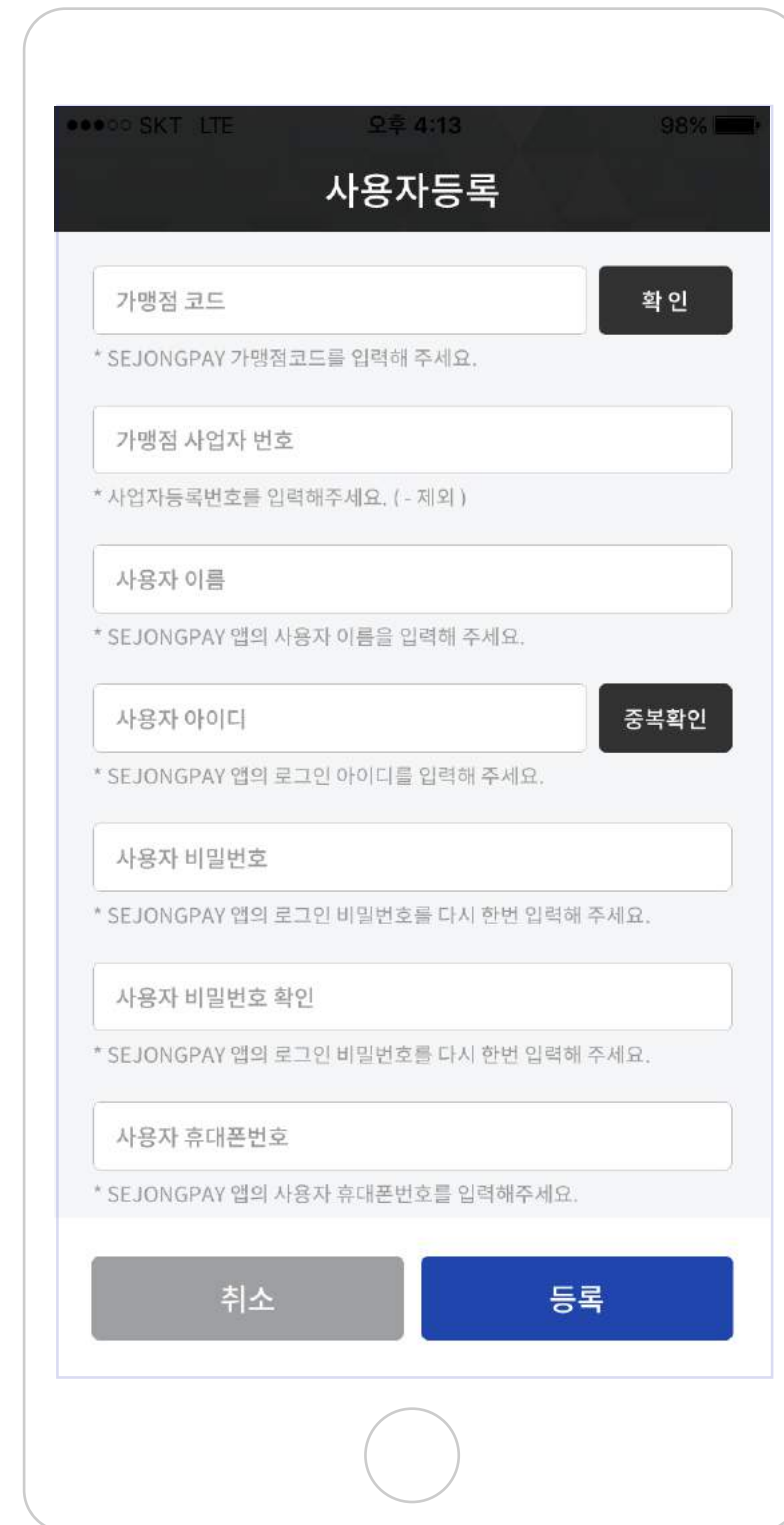 SKT LTE 오후 4:13 98%
사용자등록
가맹점 코드 확 인
* SEJONGPAY 가맹점코드를 입력해 주세요.
가맹점 사업자 번호
* 사업자등록번호를 입력해주세요. ( - 제외 )
사용자 이름
* SEJONGPAY 앱의 사용자 이름을 입력해 주세요.
사용자 아이디 중복확인
* SEJONGPAY 앱의 로그인 아이디를 입력해 주세요.
사용자 비밀번호
* SEJONGPAY 앱의 로그인 비밀번호를 다시 한번 입력해 주세요.
사용자 비밀번호 확인
* SEJONGPAY 앱의 로그인 비밀번호를 다시 한번 입력해 주세요.
사용자 휴대폰번호
* SEJONGPAY 앱의 사용자 휴대폰번호를 입력해주세요.
취소 등록